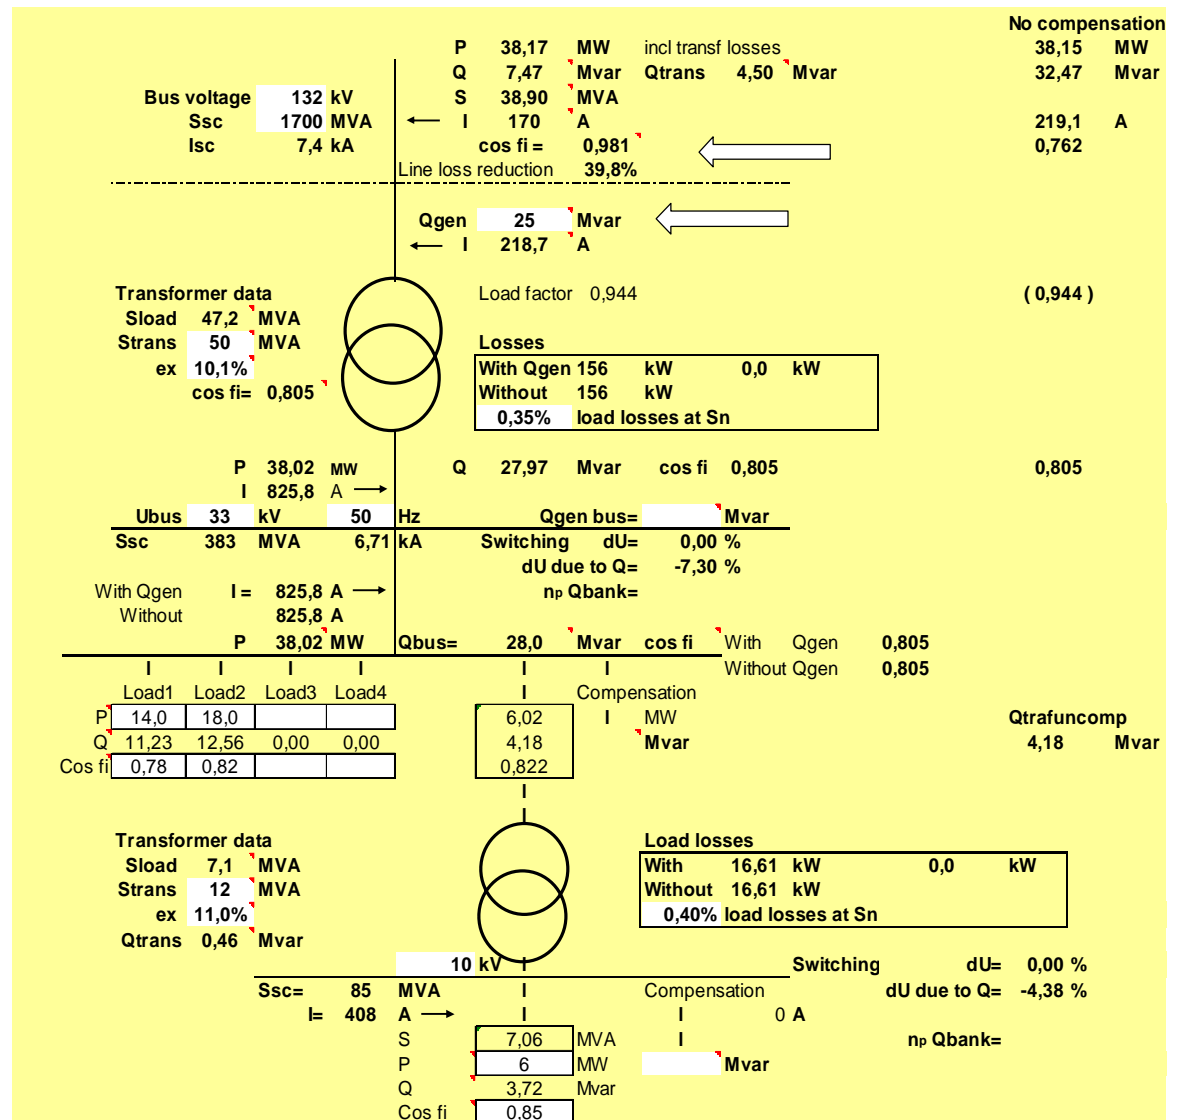 No compensation
P 38,17 MW incl transf losses 38,15 MW
Q 7,47 Mvar Qtrans 4,50 Mvar 32,47 Mvar
Bus voltage 132 kV S 38,90 MVA
Ssc 1700 MVA I 170 A 219,1 A
Isc 7,4 kA cos fi = 0,981 0,762
Line loss reduction 39,8%
Qgen 25 Mvar
I 218,7 A
Transformer data Load factor 0,944 ( 0,944 )
Sload 47,2 MVA
Strans 50 MVA Losses
ex 10,1% With Qgen 156 kW 0,0 kW
cos fi= 0,805 Without 156 kW
0,35% load losses at Sn
P 38,02 MW Q 27,97 Mvar cos fi 0,805 0,805
I 825,8 A
Ubus 33 kV 50 Hz Qgen bus= Mvar
Ssc 383 MVA 6,71 kA Switching dU= 0,00 %
dU due to Q= -7,30 %
With Qgen I = 825,8 A np Qbank=
Without 825,8 A
P 38,02 MW Qbus= 28,0 Mvar cos fi With Qgen 0,805
I I I I I I Without Qgen 0,805
Load1 Load2 Load3 Load4 I Compensation
P 14,0 18,0 6,02 I MW Qtrafuncomp
Q 11,23 12,56 0,00 0,00 4,18 Mvar 4,18 Mvar
Cos fi 0,78 0,82 0,822
I
I
Transformer data Load losses
Sload 7,1 MVA With 16,61 kW 0,0 kW
Strans 12 MVA Without 16,61 kW
ex 11,0% 0,40% load losses at Sn
Qtrans 0,46 Mvar
10 kV I Switching dU= 0,00 %
Ssc= 85 MVA I Compensation dU due to Q= -4,38 %
I= 408 A I I 0 A
S 7,06 MVA I np Qbank=
P 6 MW Mvar
Q 3,72 Mvar
Cos fi 0,85